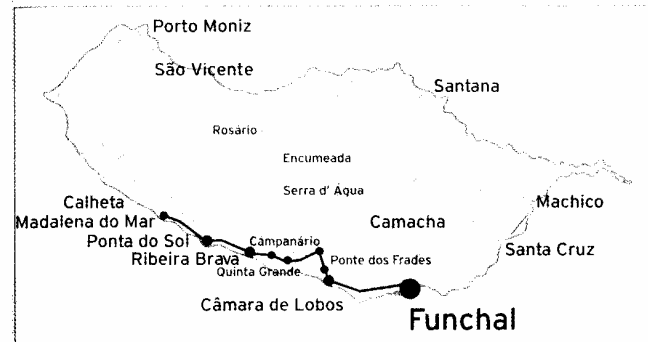 Porto Moniz
São Vicente
Santana
Rosário
Encumeada
Serra d' Água
Calheta
Machico
Madalena do Mar
Camacha
Ponta do Sol
Campanário
Santa Cruz
Ribeira Brava
Ponte dos Frades
Quinta Grande
Câmara de Lobos
Funchal